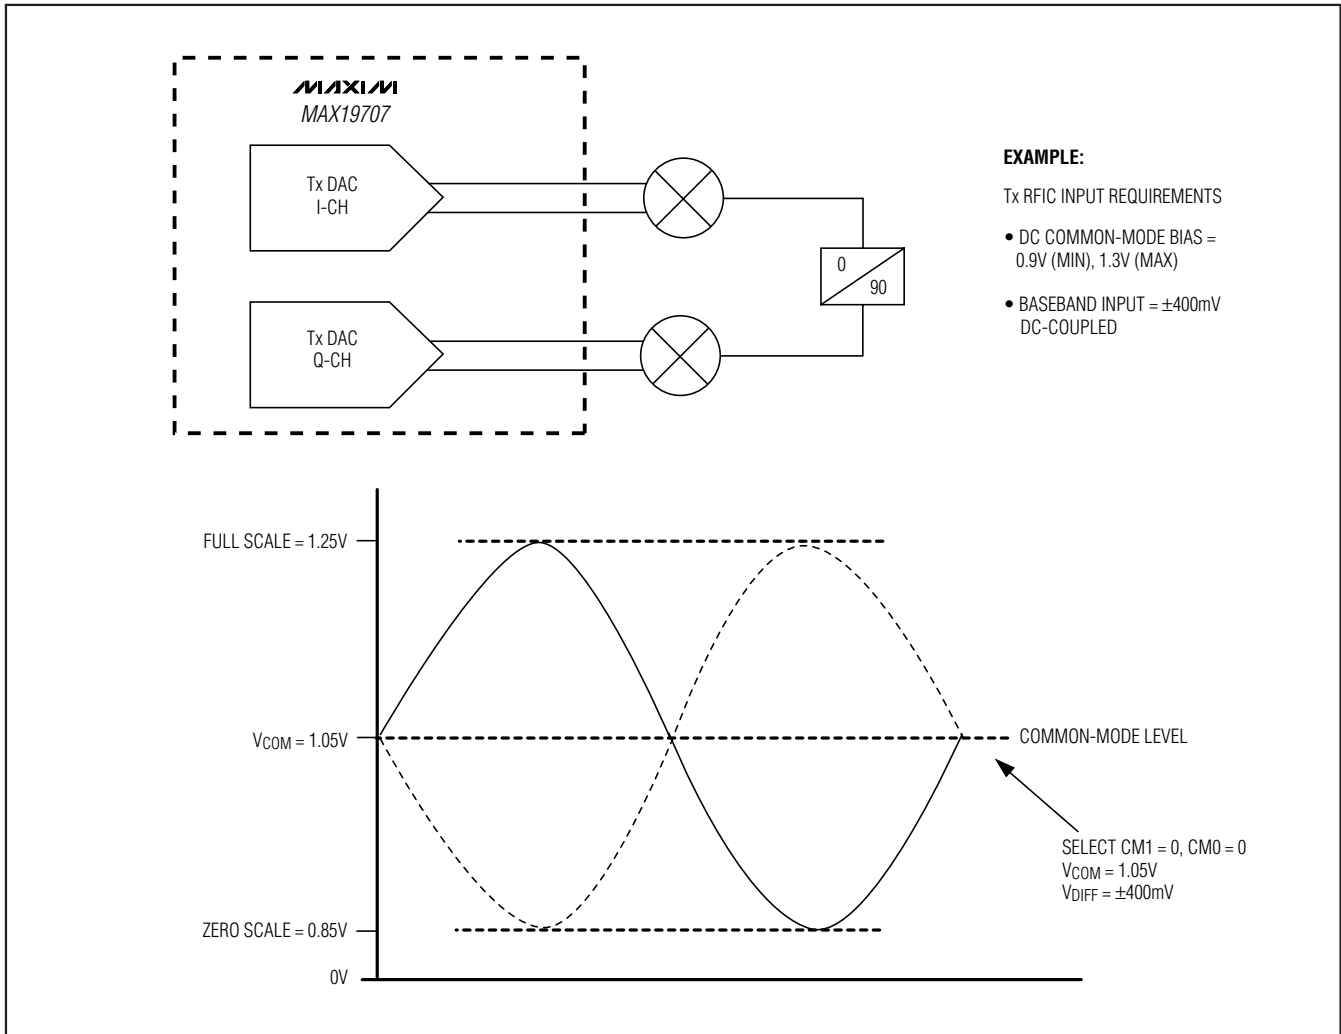 MAXIM
MAX19707
Tx DAC
I-CH
Tx DAC
Q-CH
0
90
EXAMPLE:
Tx RFIC INPUT REQUIREMENTS
• DC COMMON-MODE BIAS =
0.9V (MIN), 1.3V (MAX)
• BASEBAND INPUT = ±400mV
DC-COUPLED
FULL SCALE = 1.25V
VCOM = 1.05V
COMMON-MODE LEVEL
SELECT CM1 = 0, CM0 = 0
VCOM = 1.05V
VDIFF = ±400mV
ZERO SCALE = 0.85V
0V